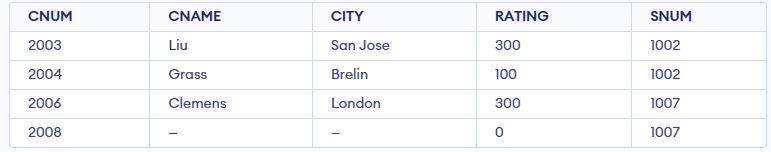 CNUM CNAME CITY RATING SNUM
2003 Liu San Jose 300 1002
2004 Grass Brelin 100 1002
2006 Clemens London 300 1007
2008 – – 0 1007